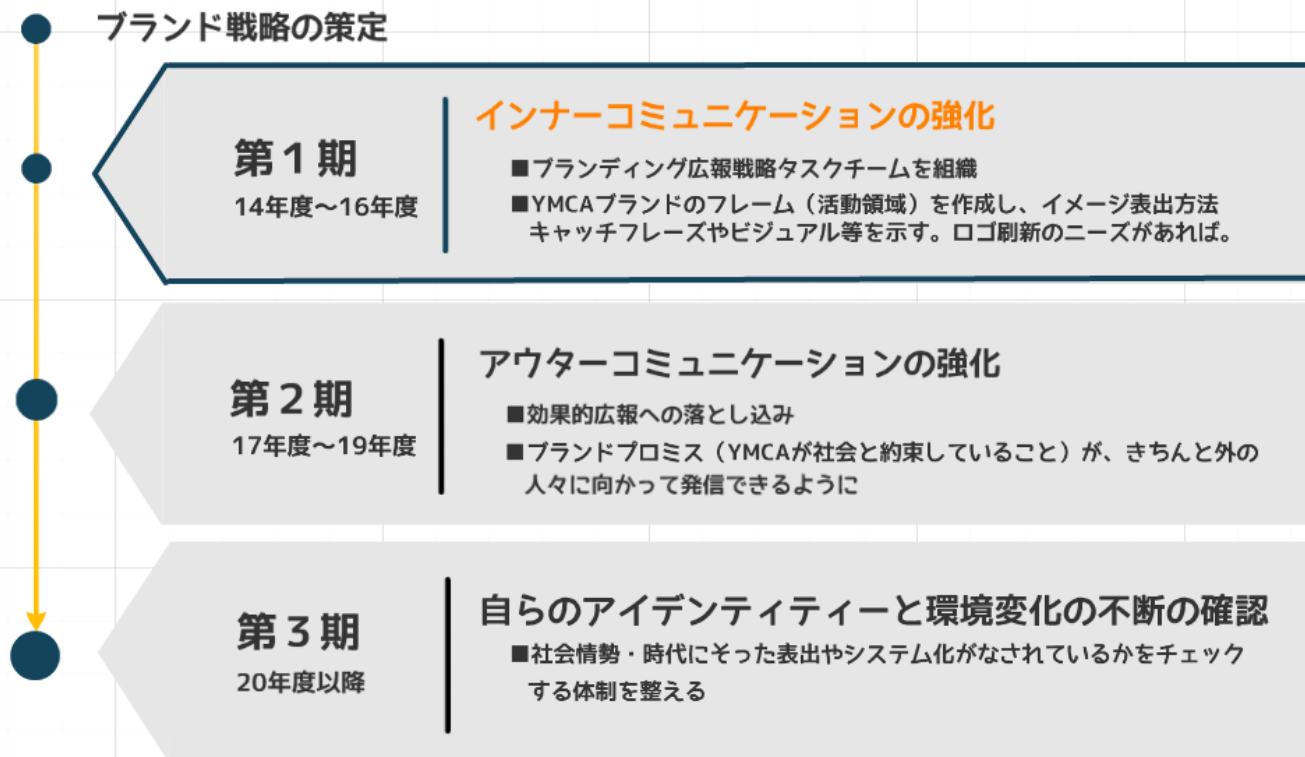 ブランド戦略の策定
第１期
14年度〜16年度
インナーコミュニケーションの強化
■ブランディング広報戦略タスクチームを組織
■YMCAブランドのフレーム（活動領域）を作成し、イメージ表出方法
キャッチフレーズやビジュアル等を示す。ロゴ刷新のニーズがあれば。
第２期
17年度〜19年度
アウターコミュニケーションの強化
■効果的広報への落とし込み
■ブランドプロミス（YMCAが社会と約束していること）が、きちんと外の
人々に向かって発信できるように
第３期
20年度以降
自らのアイデンティティーと環境変化の不断の確認
■社会情勢・時代にそった表出やシステム化がなされているかをチェック
する体制を整える